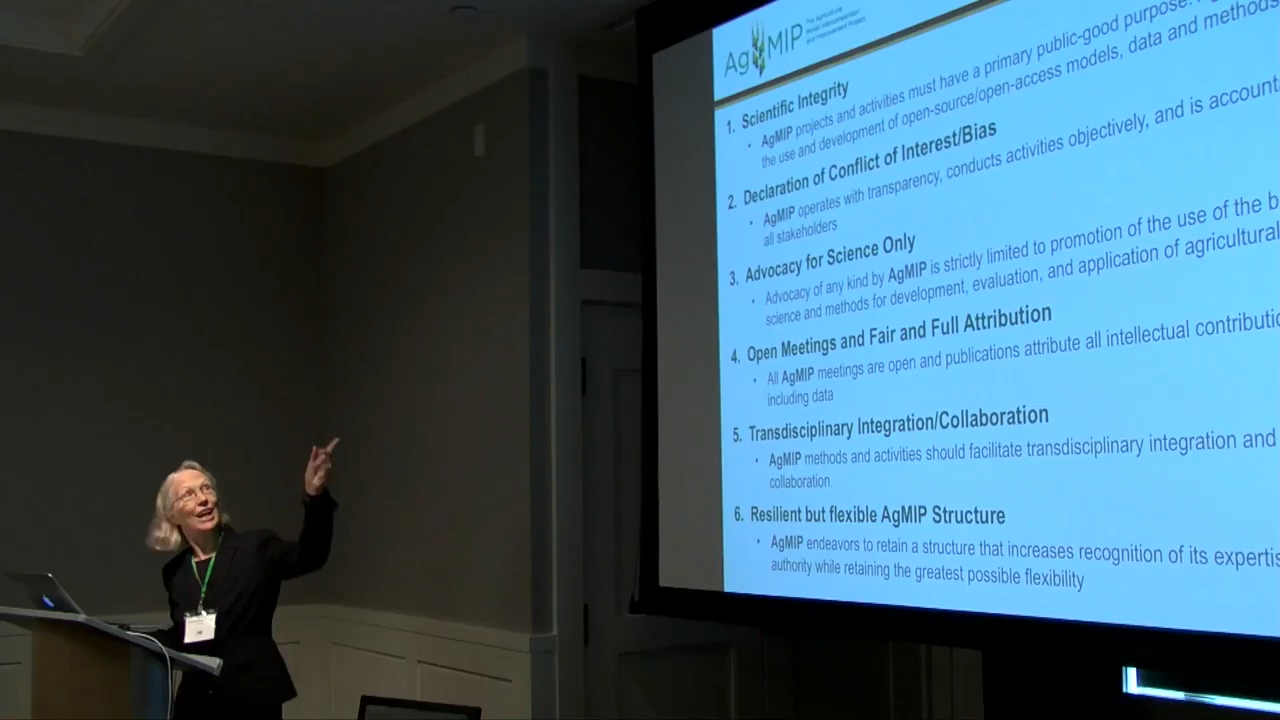 AgMIP
The Agricultural
Model Intercomparison
and Improvement Project
1. Scientific Integrity
• AgMIP projects and activities must have a primary public-good purpose.
the use and development of open-source/open-access models, data and methods
2. Declaration of Conflict of Interest/Bias
• AgMIP operates with transparency, conducts activities objectively, and is
all stakeholders
3. Advocacy for Science Only
• Advocacy of any kind by AgMIP is strictly limited to promotion of the use of the
science and methods for development, evaluation, and application of agricultural
4. Open Meetings and Fair and Full Attribution
• All AgMIP meetings are open and publications attribute all intellectual
including data
5. Transdisciplinary Integration/Collaboration
• AgMIP methods and activities should facilitate transdisciplinary integration and
collaboration.
6. Resilient but flexible AgMIP Structure
• AgMIP endeavors to retain a structure that increases recognition of its
authority while retaining the greatest possible flexibility